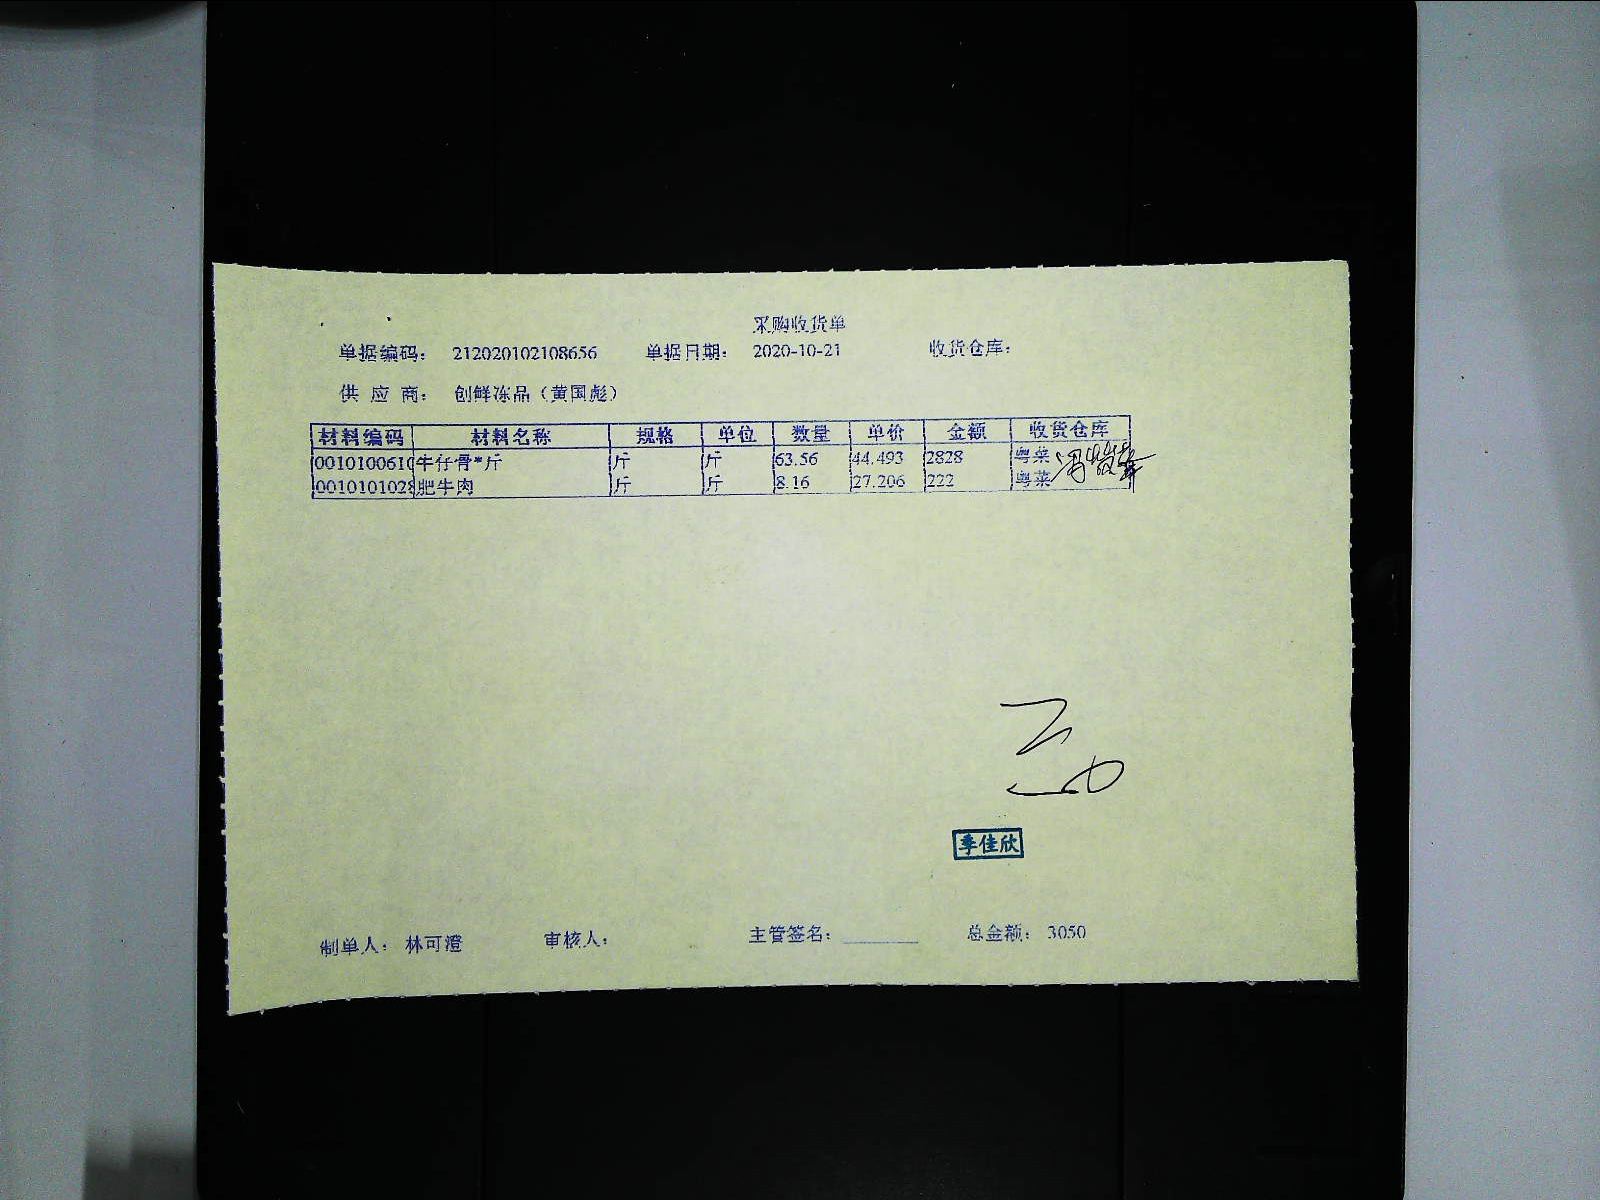 采购收货单
单据编码： 212020102108656 单据日期： 2020-10-21 收货仓库：
供 应 商： 创鲜冻品（黄国彪）
材料编码 材料名称 规格 单位 数量 单价 金额 收货仓库
0010100610 牛仔骨*斤 斤 斤 63.56 44.493 2828 粤菜
0010101028 肥牛肉 斤 斤 8.16 27.206 222 粤菜
李佳欣
制单人： 林可澄 审核人： 主管签名： 总金额： 3050